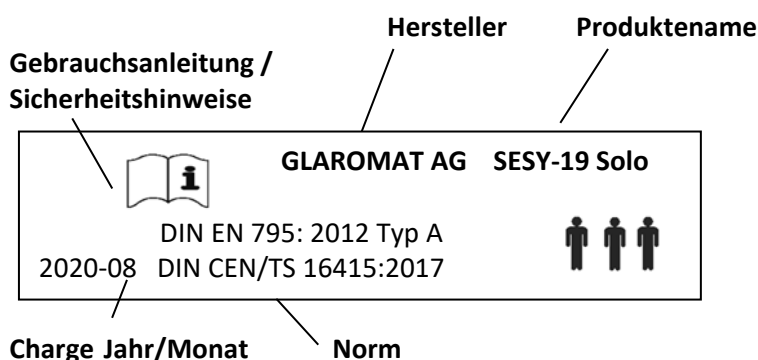 Hersteller Produktename
Gebrauchsanleitung /
Sicherheitshinweise
GLAROMAT AG SESY-19 Solo
i
DIN EN 795: 2012 Typ A
2020-08 DIN CEN/TS 16415:2017
Charge Jahr/Monat Norm